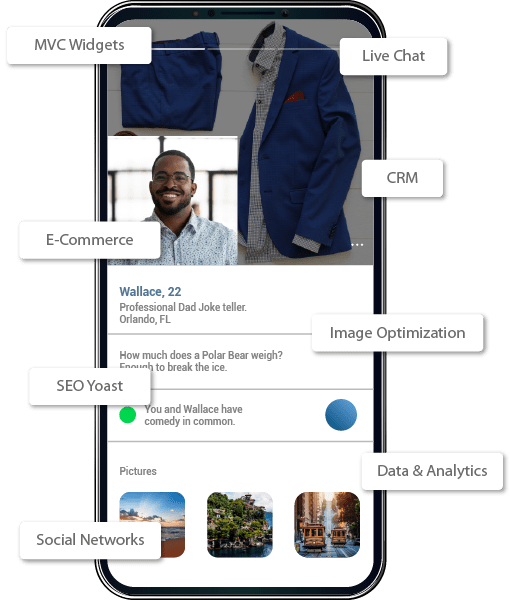 MVC Widgets
Live Chat
CRM
E-Commerce
Wallace, 22
Professional Dad Joke teller.
Orlando, FL
Image Optimization
How much does a Polar Bear weigh?
Enough to break the ice.
SEO Yoast
You and Wallace have
comedy in common.
Pictures
Data & Analytics
Social Networks